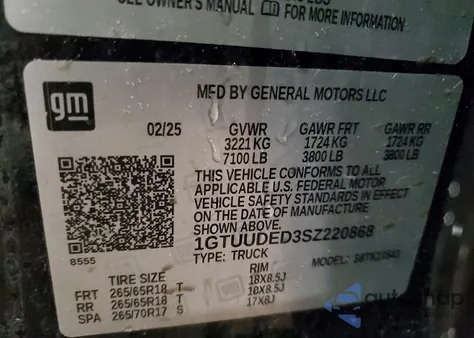 SEE OWNER'S MANUAL FOR MORE INFORMATION
gm
MFD BY GENERAL MOTORS LLC
02/25 GVWR GAWR FRT GAWR RR
3221 KG 1724 KG 1724 KG
7100 LB 3800 LB 3800 LB
THIS VEHICLE CONFORMS TO ALL
APPLICABLE U.S. FEDERAL MOTOR
VEHICLE SAFETY STANDARDS IN EFFECT
ON THE DATE OF MANUFACTURE
SHOWN ABOVE.
1GTUUDED3SZ220868
8555
TYPE: TRUCK MODEL:
TIRE SIZE RIM
FRT 265/65R18 T 18X8.5J
RR 265/65R18 T 18X8.5J
SPA 265/70R17 S 17X8J